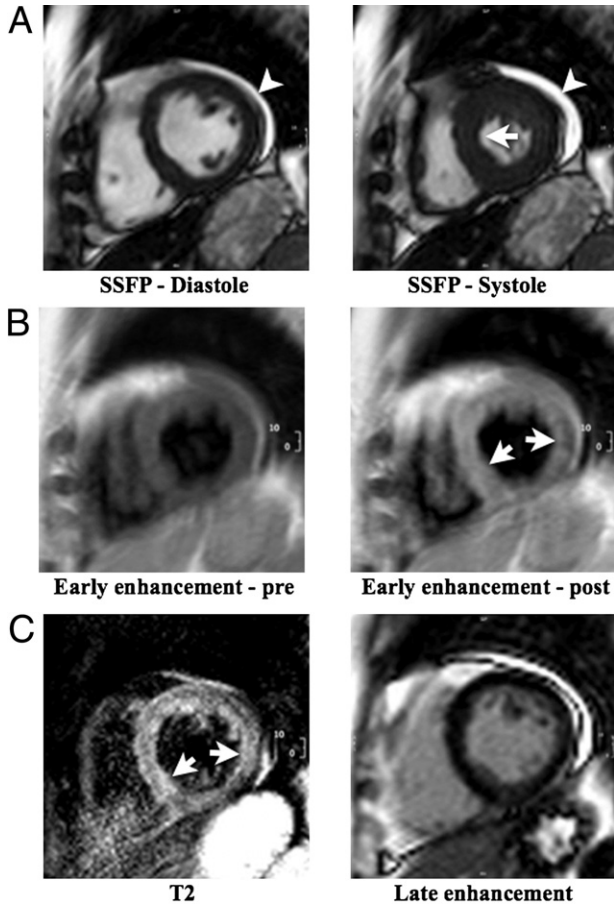 A
SSFP - Diastole
SSFP - Systole
B
10
0
10
0
Early enhancement - pre
Early enhancement - post
C
10
0
T2
Late enhancement